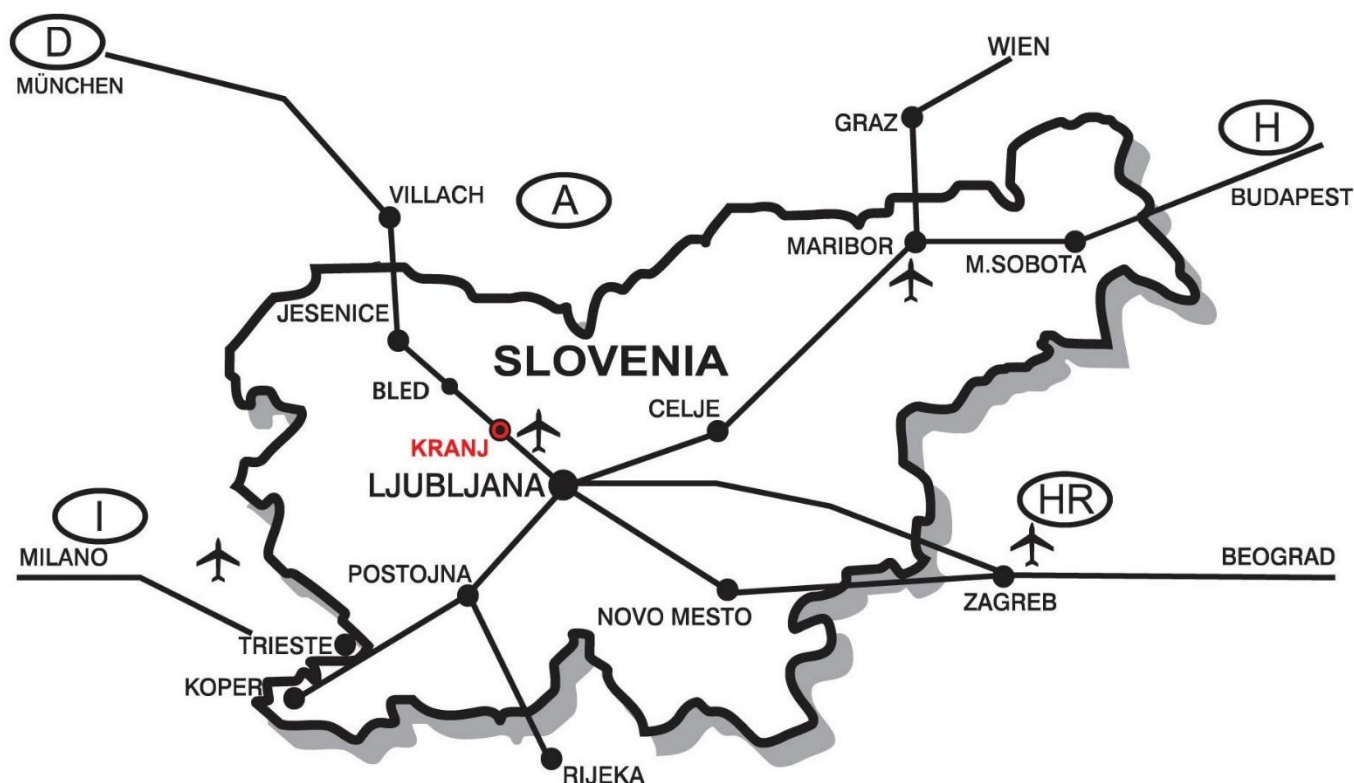 D
MÜNCHEN
WIEN
GRAZ
H
BUDAPEST
VILLACH
A
MARIBOR
M.SOBOTA
JESENICE
SLOVENIA
BLED
CELJE
KRANJ
LJUBLJANA
I
MILANO
HR
BEOGRAD
POSTOJNA
ZAGREB
NOVO MESTO
TRIESTE
KOPER
RIJEKA